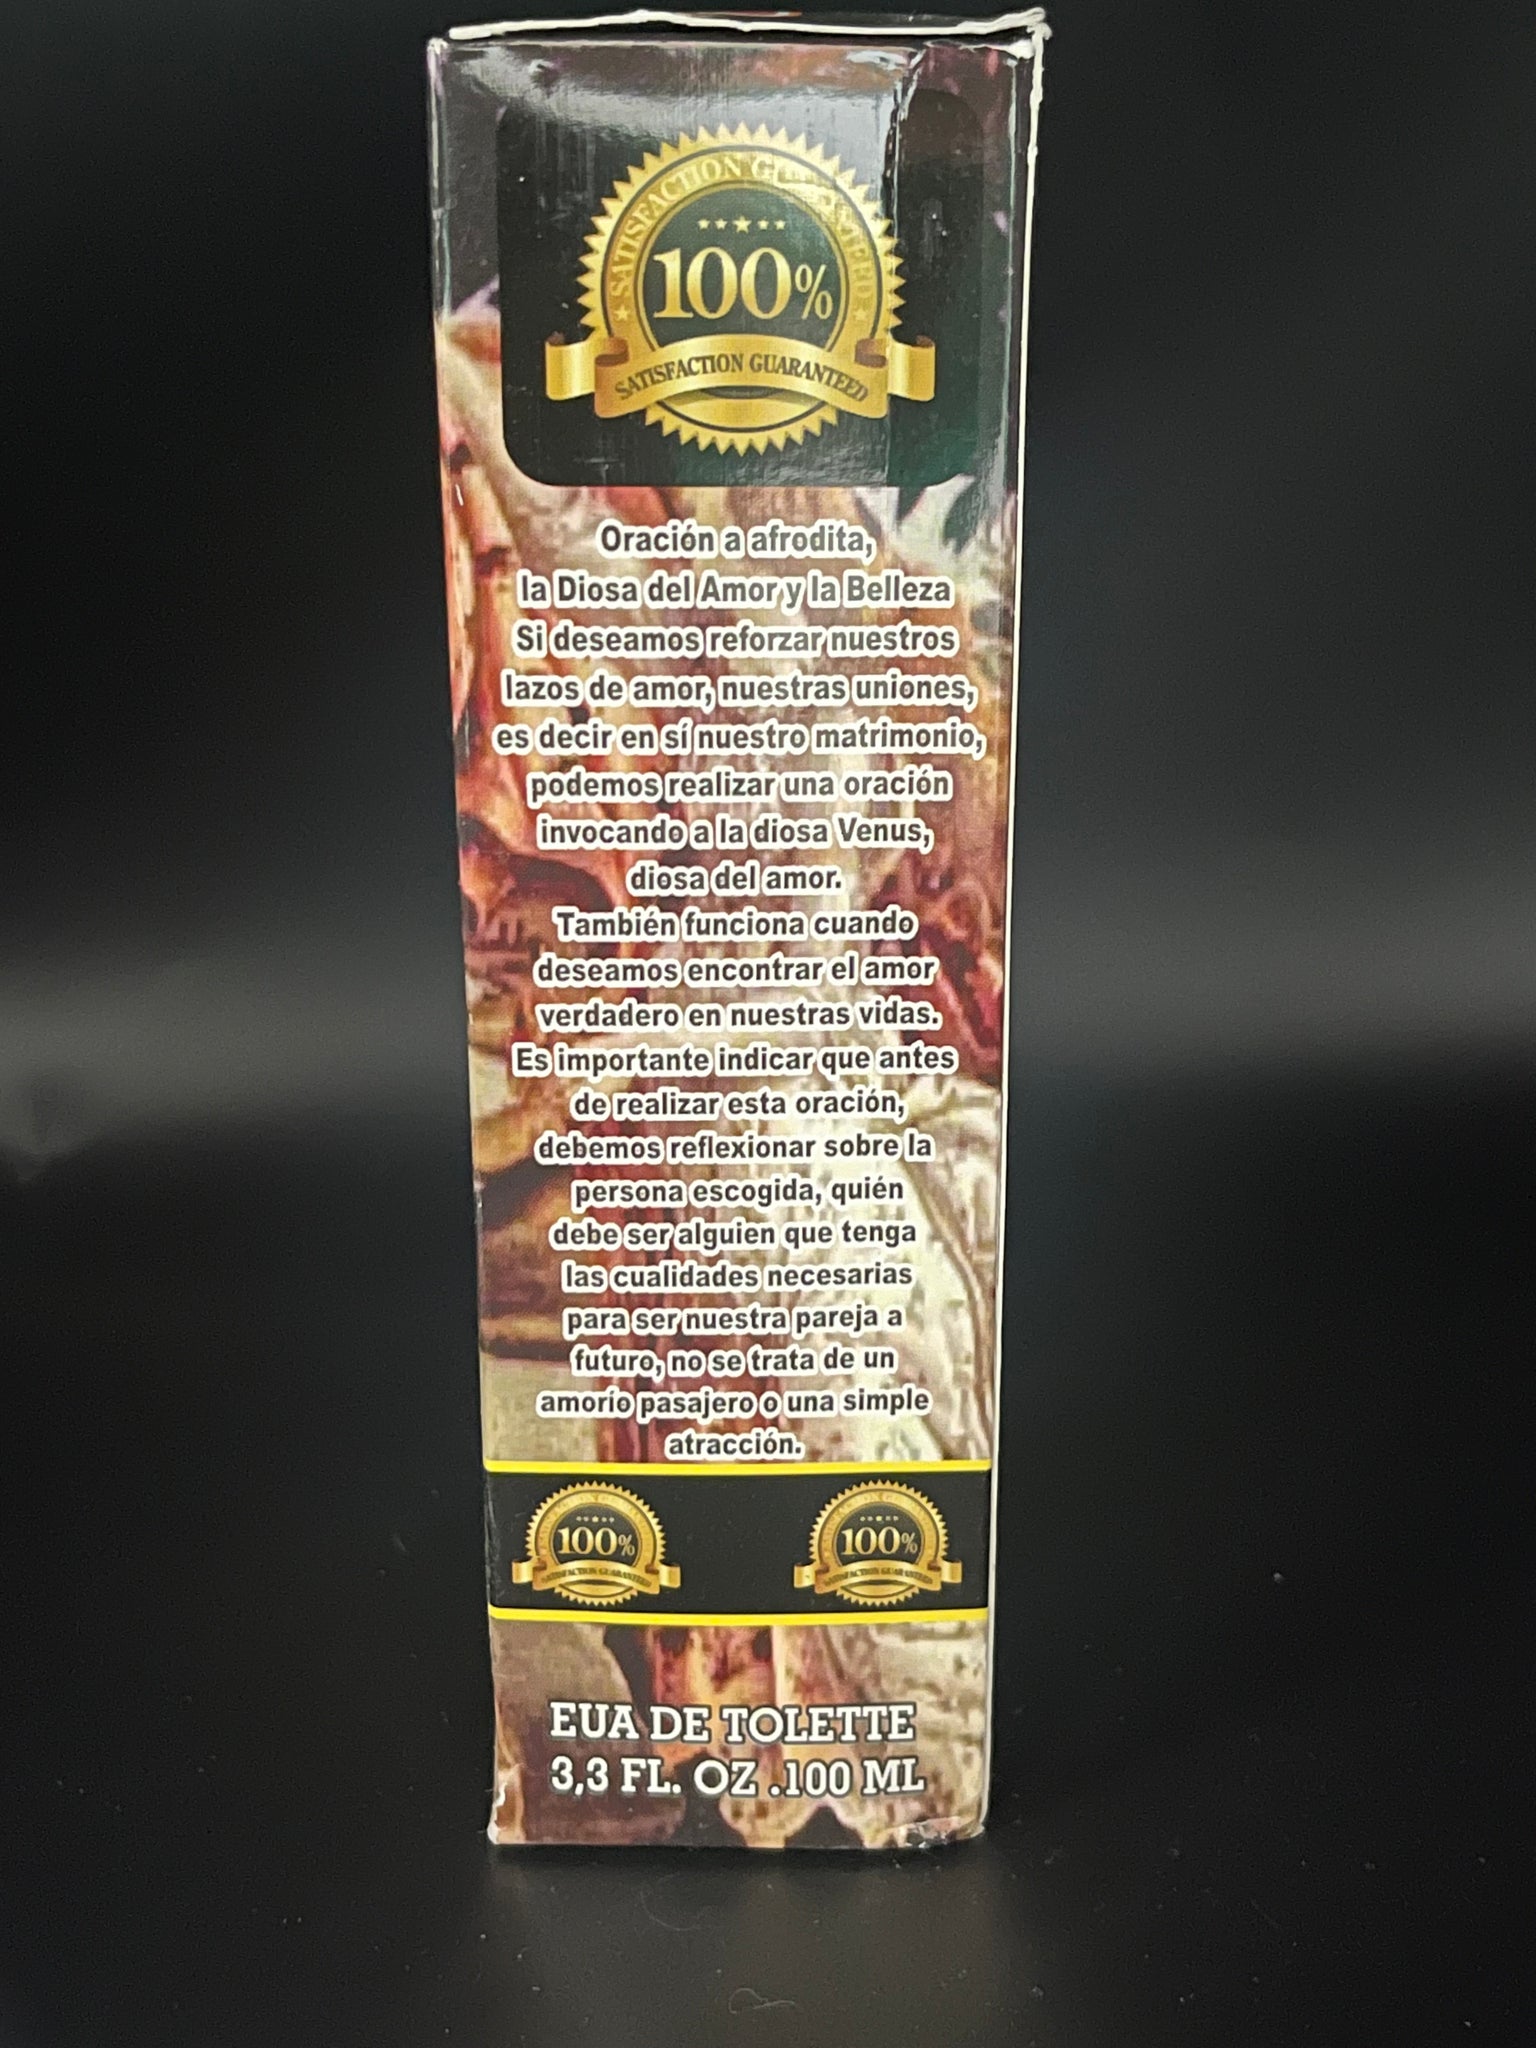 SATISFACTION
100%
SATISFACTION GUARANTEED
Oración a afrodita,
la Diosa del Amor y la Belleza
Si deseamos reforzar nuestros
lazos de amor, nuestras uniones,
es decir en sí nuestro matrimonio,
podemos realizar una oración
invocando a la diosa Venus,
diosa del amor.
También funciona cuando
deseamos encontrar el amor
verdadero en nuestras vidas.
Es importante indicar que antes
de realizar esta oración,
debemos reflexionar sobre la
persona escogida, quién
debe ser alguien que tenga
las cualidades necesarias
para ser nuestra pareja a
futuro, no se trata de un
amorío pasajero o una simple
atracción.
100% 100%
SATISFACTION GUARANTEED SATISFACTION GUARANTEED
EUA DE TOLETTE
3,3 FL. OZ .100 ML